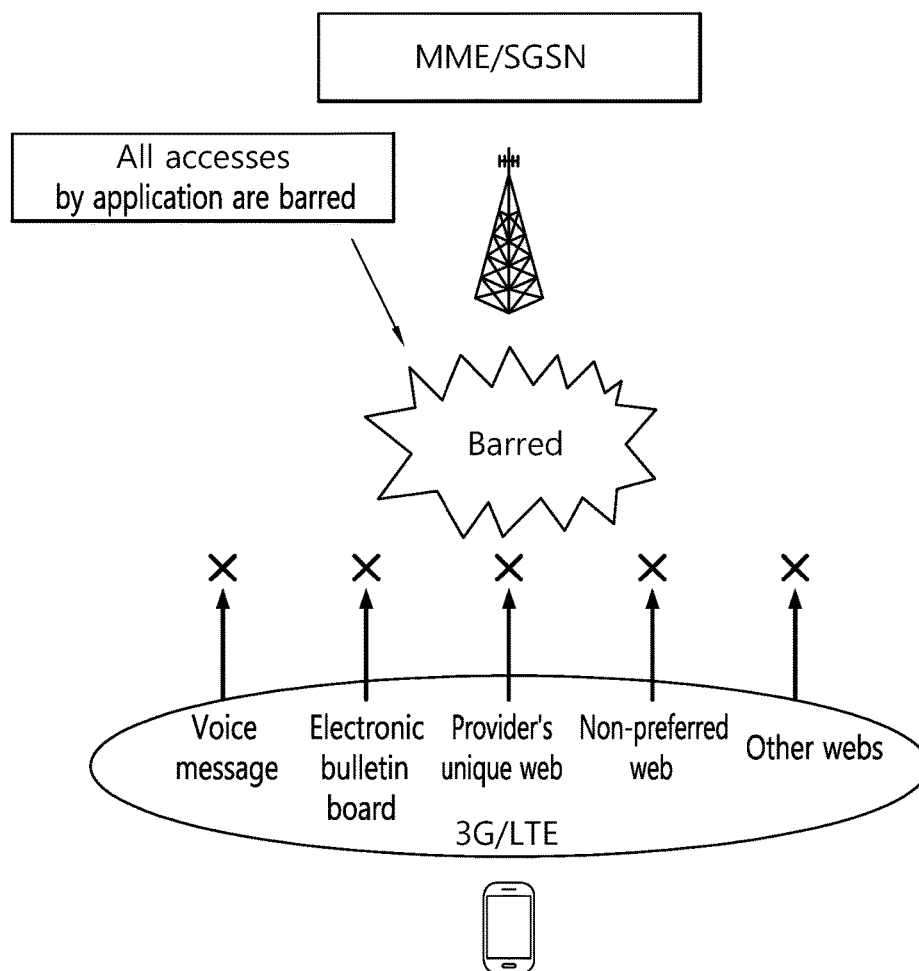 MME/SGSN
All accesses
by application are barred
Barred
Voice
message
Electronic
bulletin
board
Provider's
unique web
Non-preferred
web
Other webs
3G/LTE